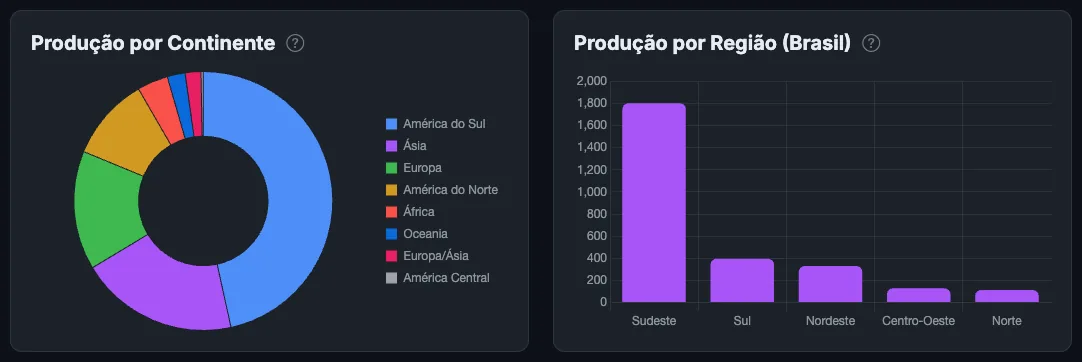 Produção por Continente ?
América do Sul
Ásia
Europa
América do Norte
África
Oceania
Europa/Ásia
América Central
Produção por Região (Brasil) ?
2,000
1,800
1,600
1,400
1,200
1,000
800
600
400
200
0
Sudeste Sul Nordeste Centro-Oeste Norte